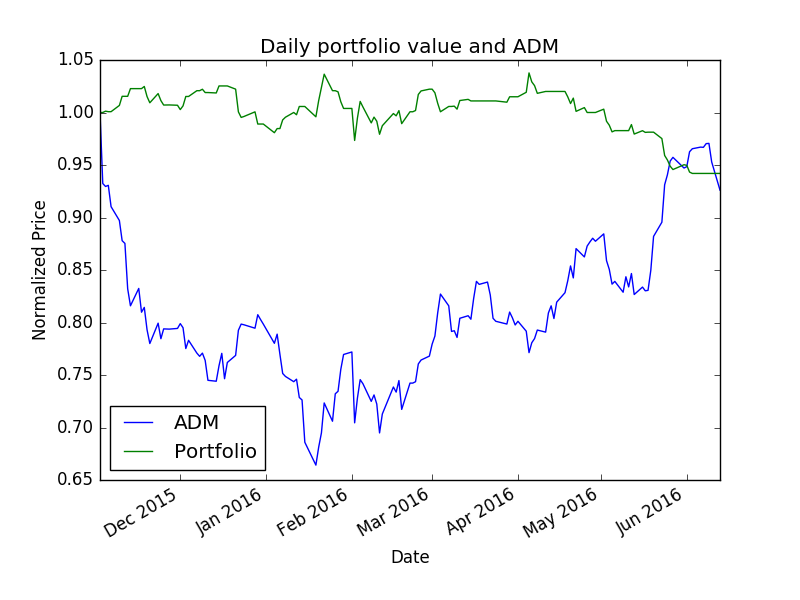 Daily portfolio value and ADM
1.05
1.00
0.95
0.90
0.85
0.80
0.75
0.70
0.65
Normalized Price
ADM
Portfolio
Dec 2015
Jan 2016
Feb 2016
Mar 2016
Apr 2016
May 2016
Jun 2016
Date